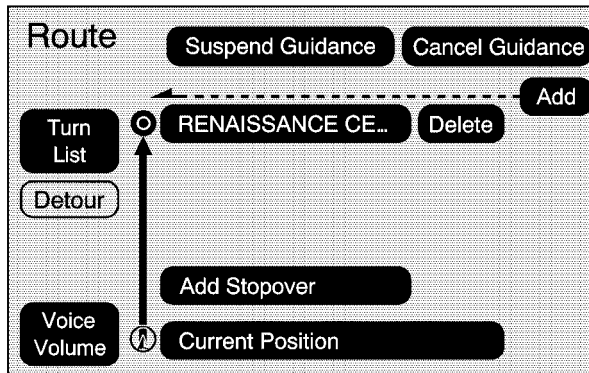 Route
Suspend Guidance
Cancel Guidance
Add
RENAISSANCE CE...
Delete
Turn
List
Detour
Add Stopover
Voice
Volume
Current Position